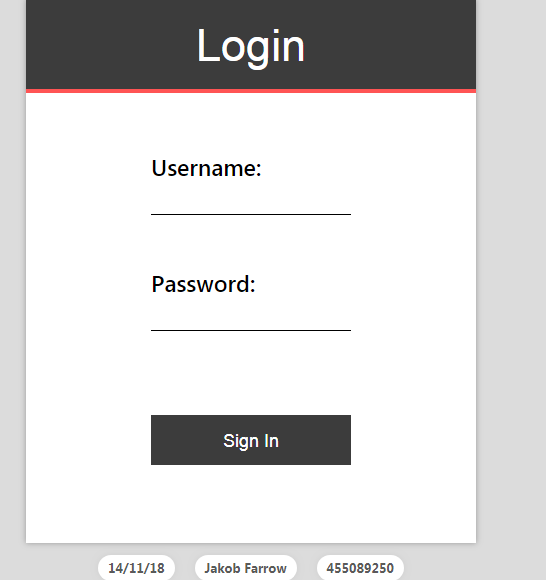 Login
Username:
Password:
Sign In
14/11/18 Jakob Farrow 455089250